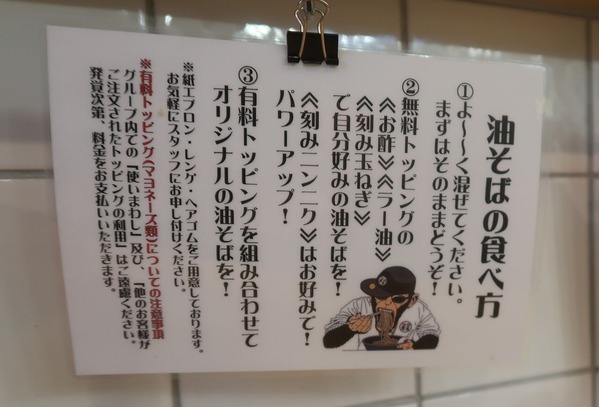 油そばの食べ方
①よ〜〜く混ぜてください。
まずはそのままどうぞ!
②無料トッピングの
《お酢》《ラー油》
《刻み玉ねぎ》
で自分好みの油そばを!
《刻みニンニク》はお好みで!
パワーアップ!
③有料トッピングを組み合わせて
オリジナルの油そばを!
※紙エプロン・レンゲ・ヘアゴムをご用意しております。
お気軽にスタッフにお申し付けください。
※有料トッピング(マヨネーズ類)についての注意事項
グループ内での『使いまわし』及び、『他のお客様が
ご注文されたトッピングの利用』はご遠慮ください。
発覚次第、料金をお支払いいただきます。